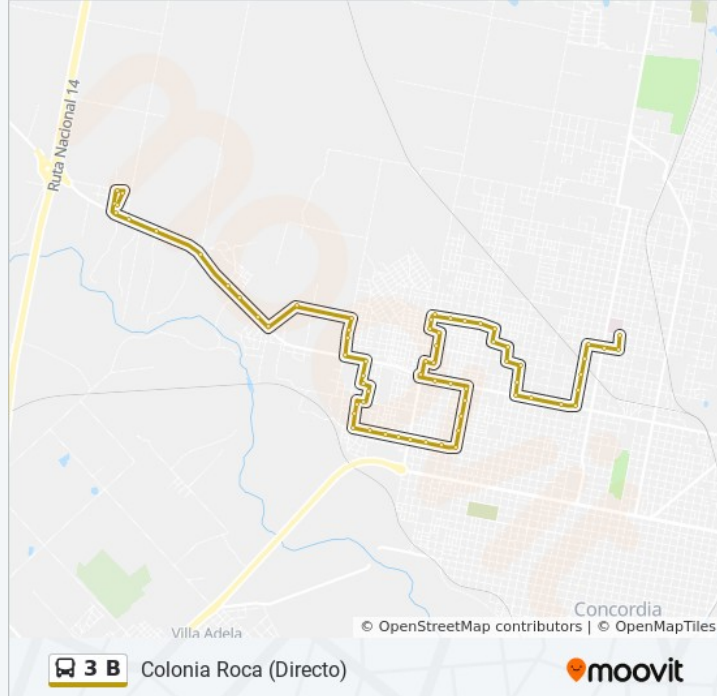 Ruta Nacional 14
Concordia
© OpenStreetMap contributors | © OpenMapTiles
Villa Adela
3 B Colonia Roca (Directo)
moovit